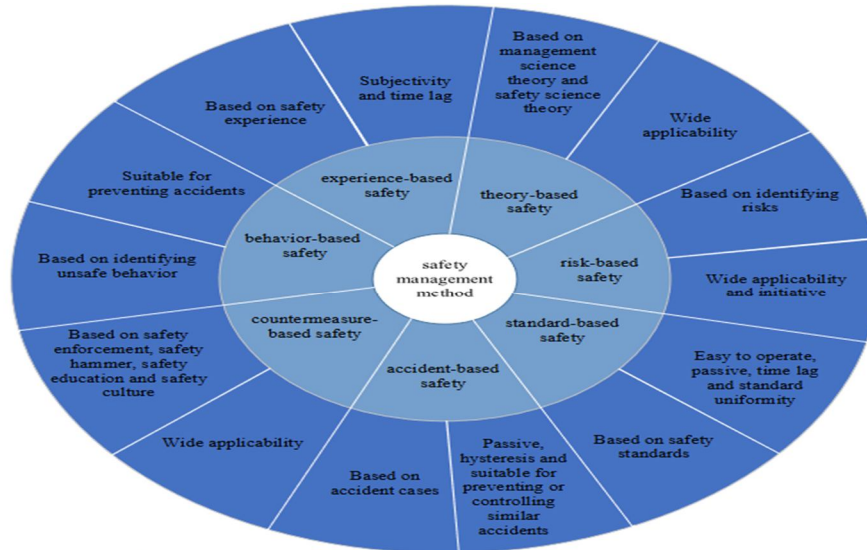 safety
management
method
experience-based
safety
theory-based
safety
risk-based
safety
standard-based
safety
accident-based
safety
countermeasure-
based safety
behavior-based
safety
Based on safety
experience
Subjectivity
and time lag
Based on
management
science
theory and
safety science
theory
Wide
applicability
Based on identifying
risks
Wide applicability
and initiative
Easy to operate,
passive, time lag
and standard
uniformity
Based on safety
standards
Passive,
hysteresis and
suitable for
preventing or
controlling
similar
accidents
Based on
accident cases
Wide applicability
Based on safety
enforcement, safety
hammer, safety
education and safety
culture
Based on identifying
unsafe behavior
Suitable for
preventing accidents